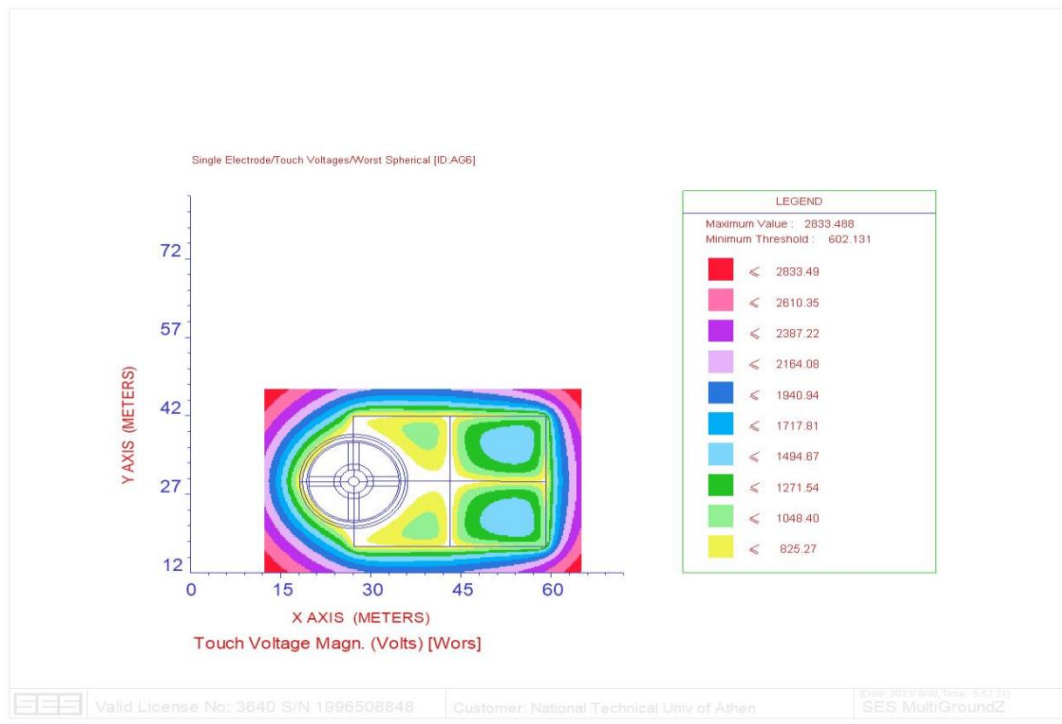 Single Electrode/Touch Voltages/Worst Spherical [ID:AG6]
LEGEND
Maximum Value : 2833.488
Minimum Threshold : 602.131
⩽ 2833.49
⩽ 2610.35
⩽ 2387.22
⩽ 2164.08
⩽ 1940.94
⩽ 1717.81
⩽ 1494.67
⩽ 1271.54
⩽ 1048.40
⩽ 825.27
Y AXIS (METERS)
72
57
42
27
12
0 15 30 45 60
X AXIS (METERS)
Touch Voltage Magn. (Volts) [Wors]
SES Valid License No: 3640 S/N 1996508848 Customer: National Technical Univ of Athen
SES MultiGroundZ